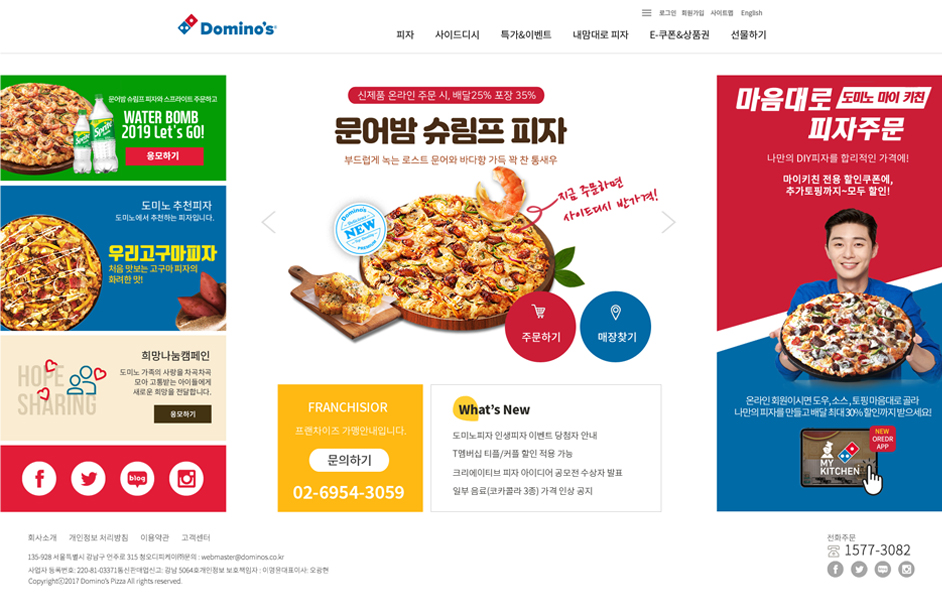 로그인 회원가입 사이트맵 English
Domino's
피자 사이드디시 특가&이벤트 내맘대로 피자 E-쿠폰&상품권 선물하기
문어밤 슈림프 피자와 스프라이트 주문하고
WATER BOMB
2019 Let's GO!
응모하기
Sprite
Sprite
도미노 추천피자
도미노에서 추천하는 피자입니다.
우리고구마피자
처음 맛보는 고구마 피자의
화려한 맛!
HOPE
SHARING
희망나눔캠페인
도미노 가족의 사랑을 차곡차곡
모아 고통받는 아이들에게
새로운 희망을 전달합니다.
응모하기
blog
신제품 온라인 주문 시, 배달25% 포장 35%
문어밤 슈림프 피자
부드럽게 녹는 로스트 문어와 바다향 가득 꽉 찬 통새우
지금 주문하면
사이드디시 반가격!
Domino's
NEW
PREMIUM
주문하기
매장찾기
FRANCHISIOR
프랜차이즈 가맹안내입니다.
문의하기
02-6954-3059
What's New
도미노피자 인생피자 이벤트 당첨자 안내
T멤버십 티플/커플 할인 적용 가능
크리에이티브 피자 아이디어 공모전 수상자 발표
일부 음료(코카콜라 3종) 가격 인상 공지
마음대로 도미노 마이 키친
피자주문
나만의 DIY피자를 합리적인 가격에!
마이키친 전용 할인쿠폰에,
추가토핑까지~모두 할인!
온라인 회원이시면 도우, 소스 , 토핑 마음대로 골라
나만의 피자를 만들고 배달 최대 30% 할인까지 받으세요!
NEW
OREDR
APP
MY
KITCHEN
회사소개 개인정보 처리방침 이용약관 고객센터
135-928 서울특별시 강남구 언주로 315 청오디피케이㈜문의 : webmaster@dominos.co.kr
사업자 등록번호: 220-81-03371통신판매업신고: 강남 5064호개인정보 보호책임자 : 이영문대표이사: 오광현
Copyrightⓒ2017 Domino's Pizza All rights reserved.
전화주문
1577-3082